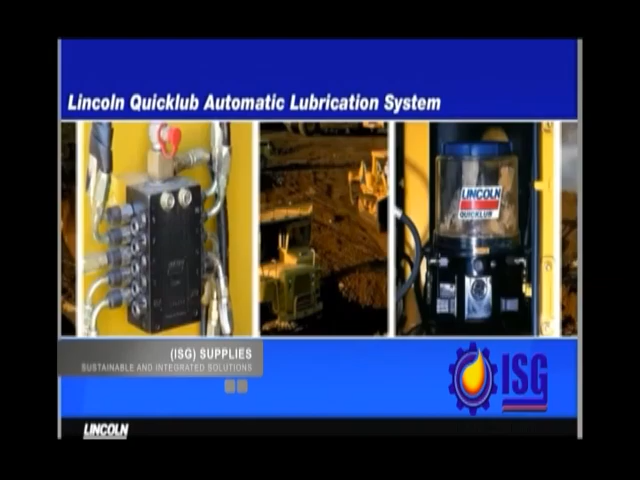 Lincoln Quicklub Automatic Lubrication System
LINCOLN
QUICKLUB
(ISG) SUPPLIES
SUSTAINABLE AND INTEGRATED SOLUTIONS
ISG
LINCOLN